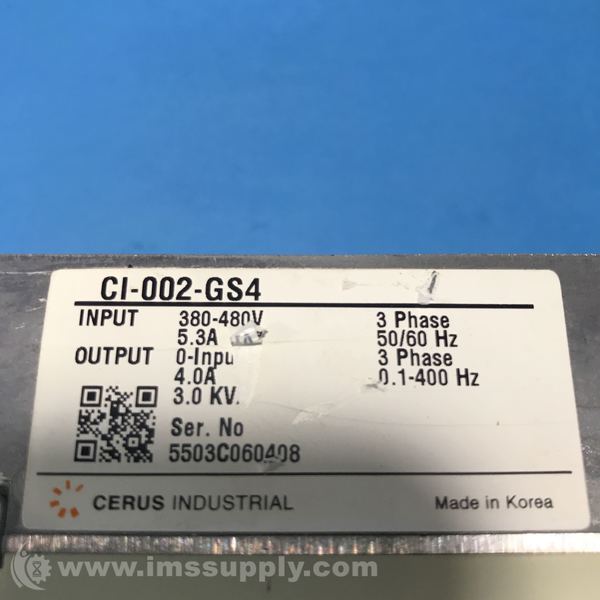 CI-002-GS4
INPUT 380-480V 3 Phase
5.3A 50/60 Hz
OUTPUT 0-Inpu 3 Phase
4.0A 0.1-400 Hz
3.0 KV
Ser. No
5503C060408
CERUS INDUSTRIAL Made in Korea
www.imssupply.com